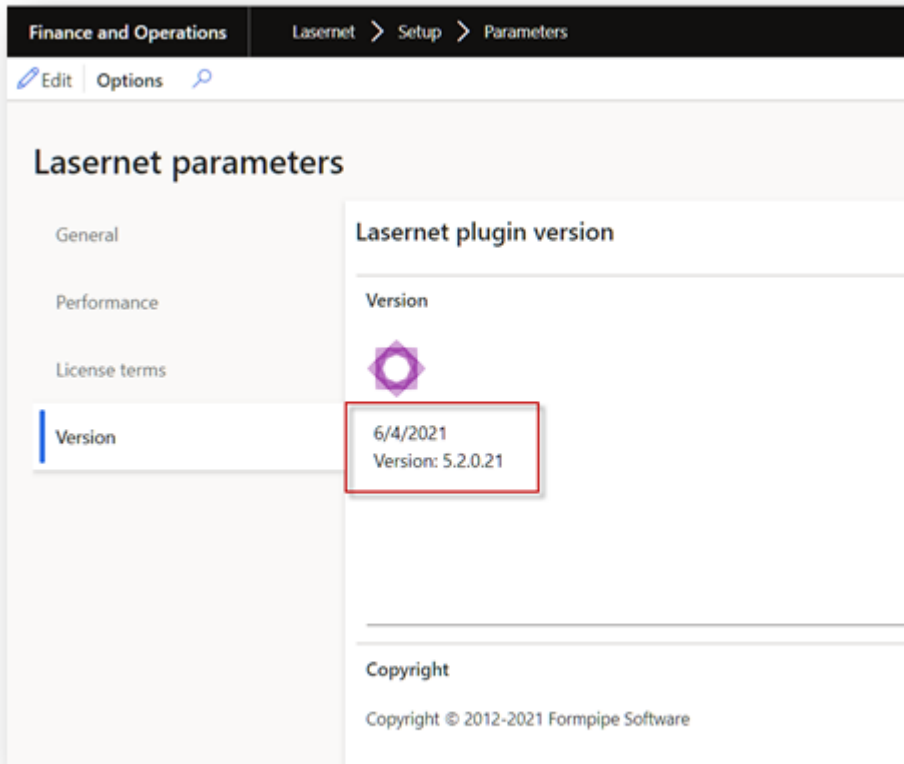 Finance and Operations Lasernet > Setup > Parameters
Edit Options
Lasernet parameters
General
Performance
License terms
Version
Lasernet plugin version
Version
6/4/2021
Version: 5.2.0.21
Copyright
Copyright © 2012-2021 Formpipe Software